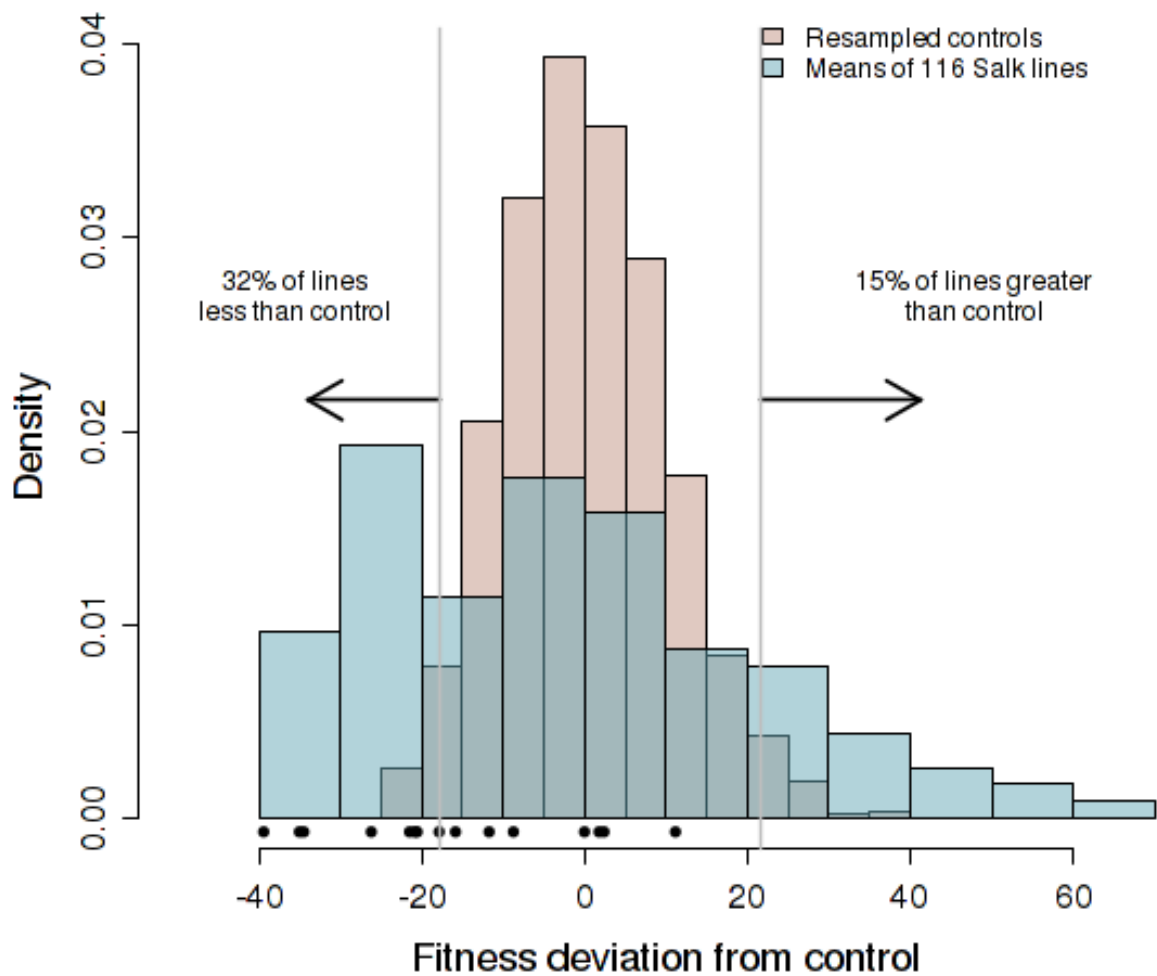 Resampled controls
Means of 116 Salk lines
32% of lines
less than control
15% of lines greater
than control
Density
0.04
0.03
0.02
0.01
0.00
-40
-20
0
20
40
60
Fitness deviation from control